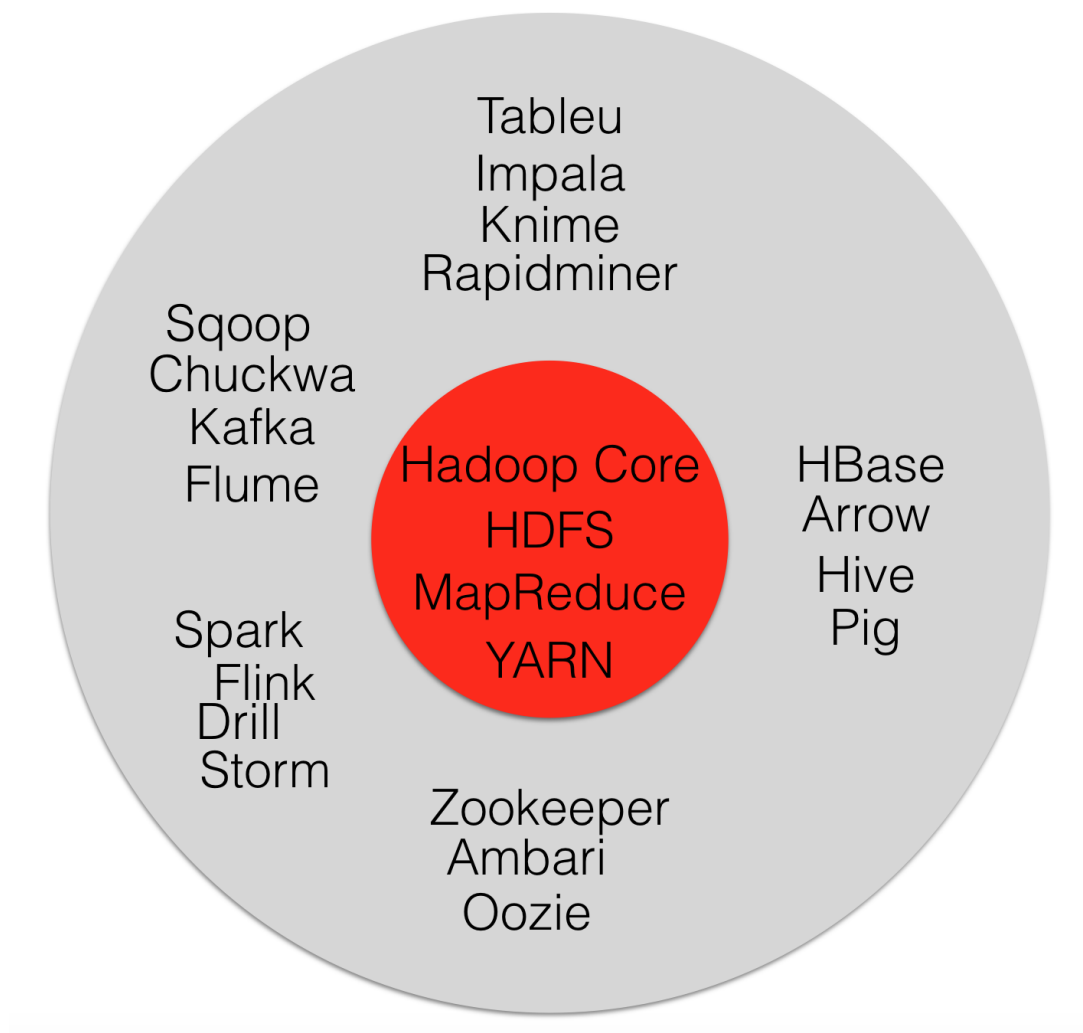 Tableu
Impala
Knime
Rapidminer
Sqoop
Chuckwa
Kafka
Flume
Hadoop Core
HDFS
MapReduce
YARN
HBase
Arrow
Hive
Pig
Spark
Flink
Drill
Storm
Zookeeper
Ambari
Oozie